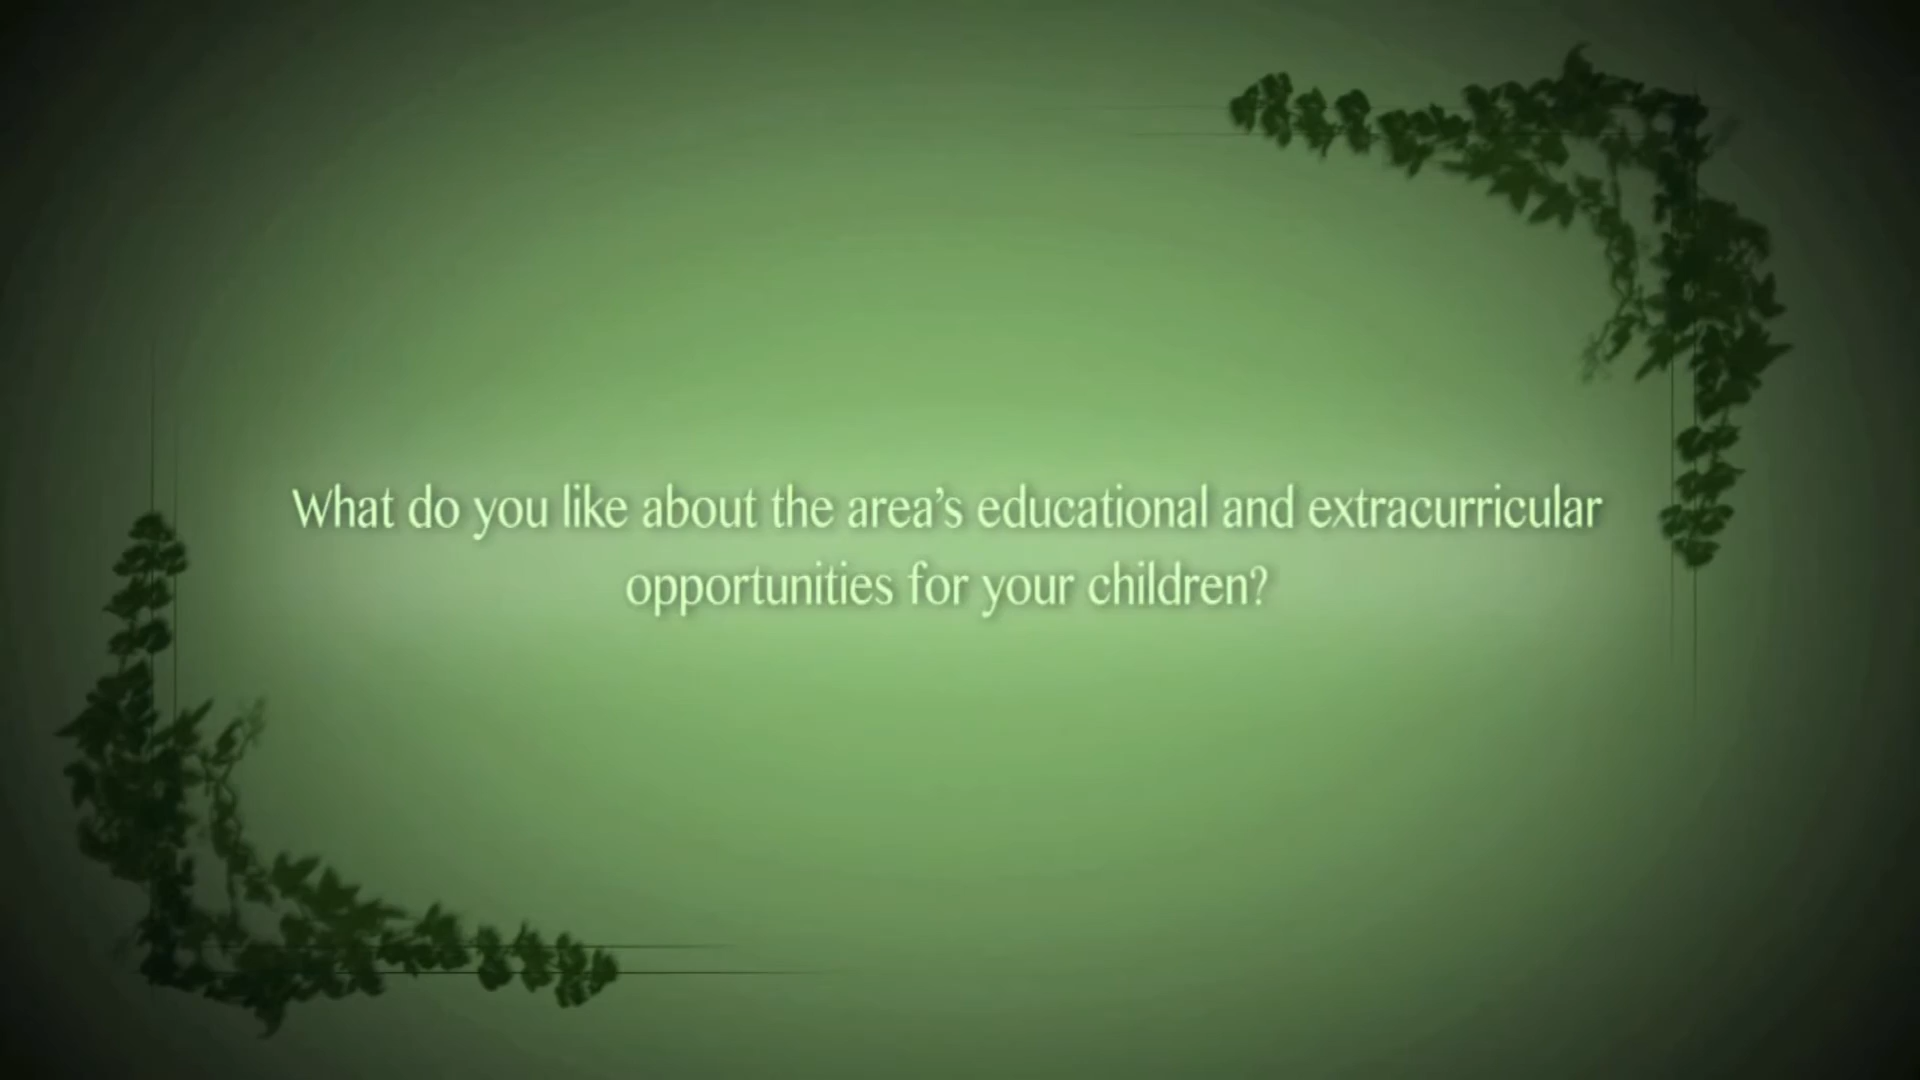 What do you like about the area’s educational and extracurricular
opportunities for your children?